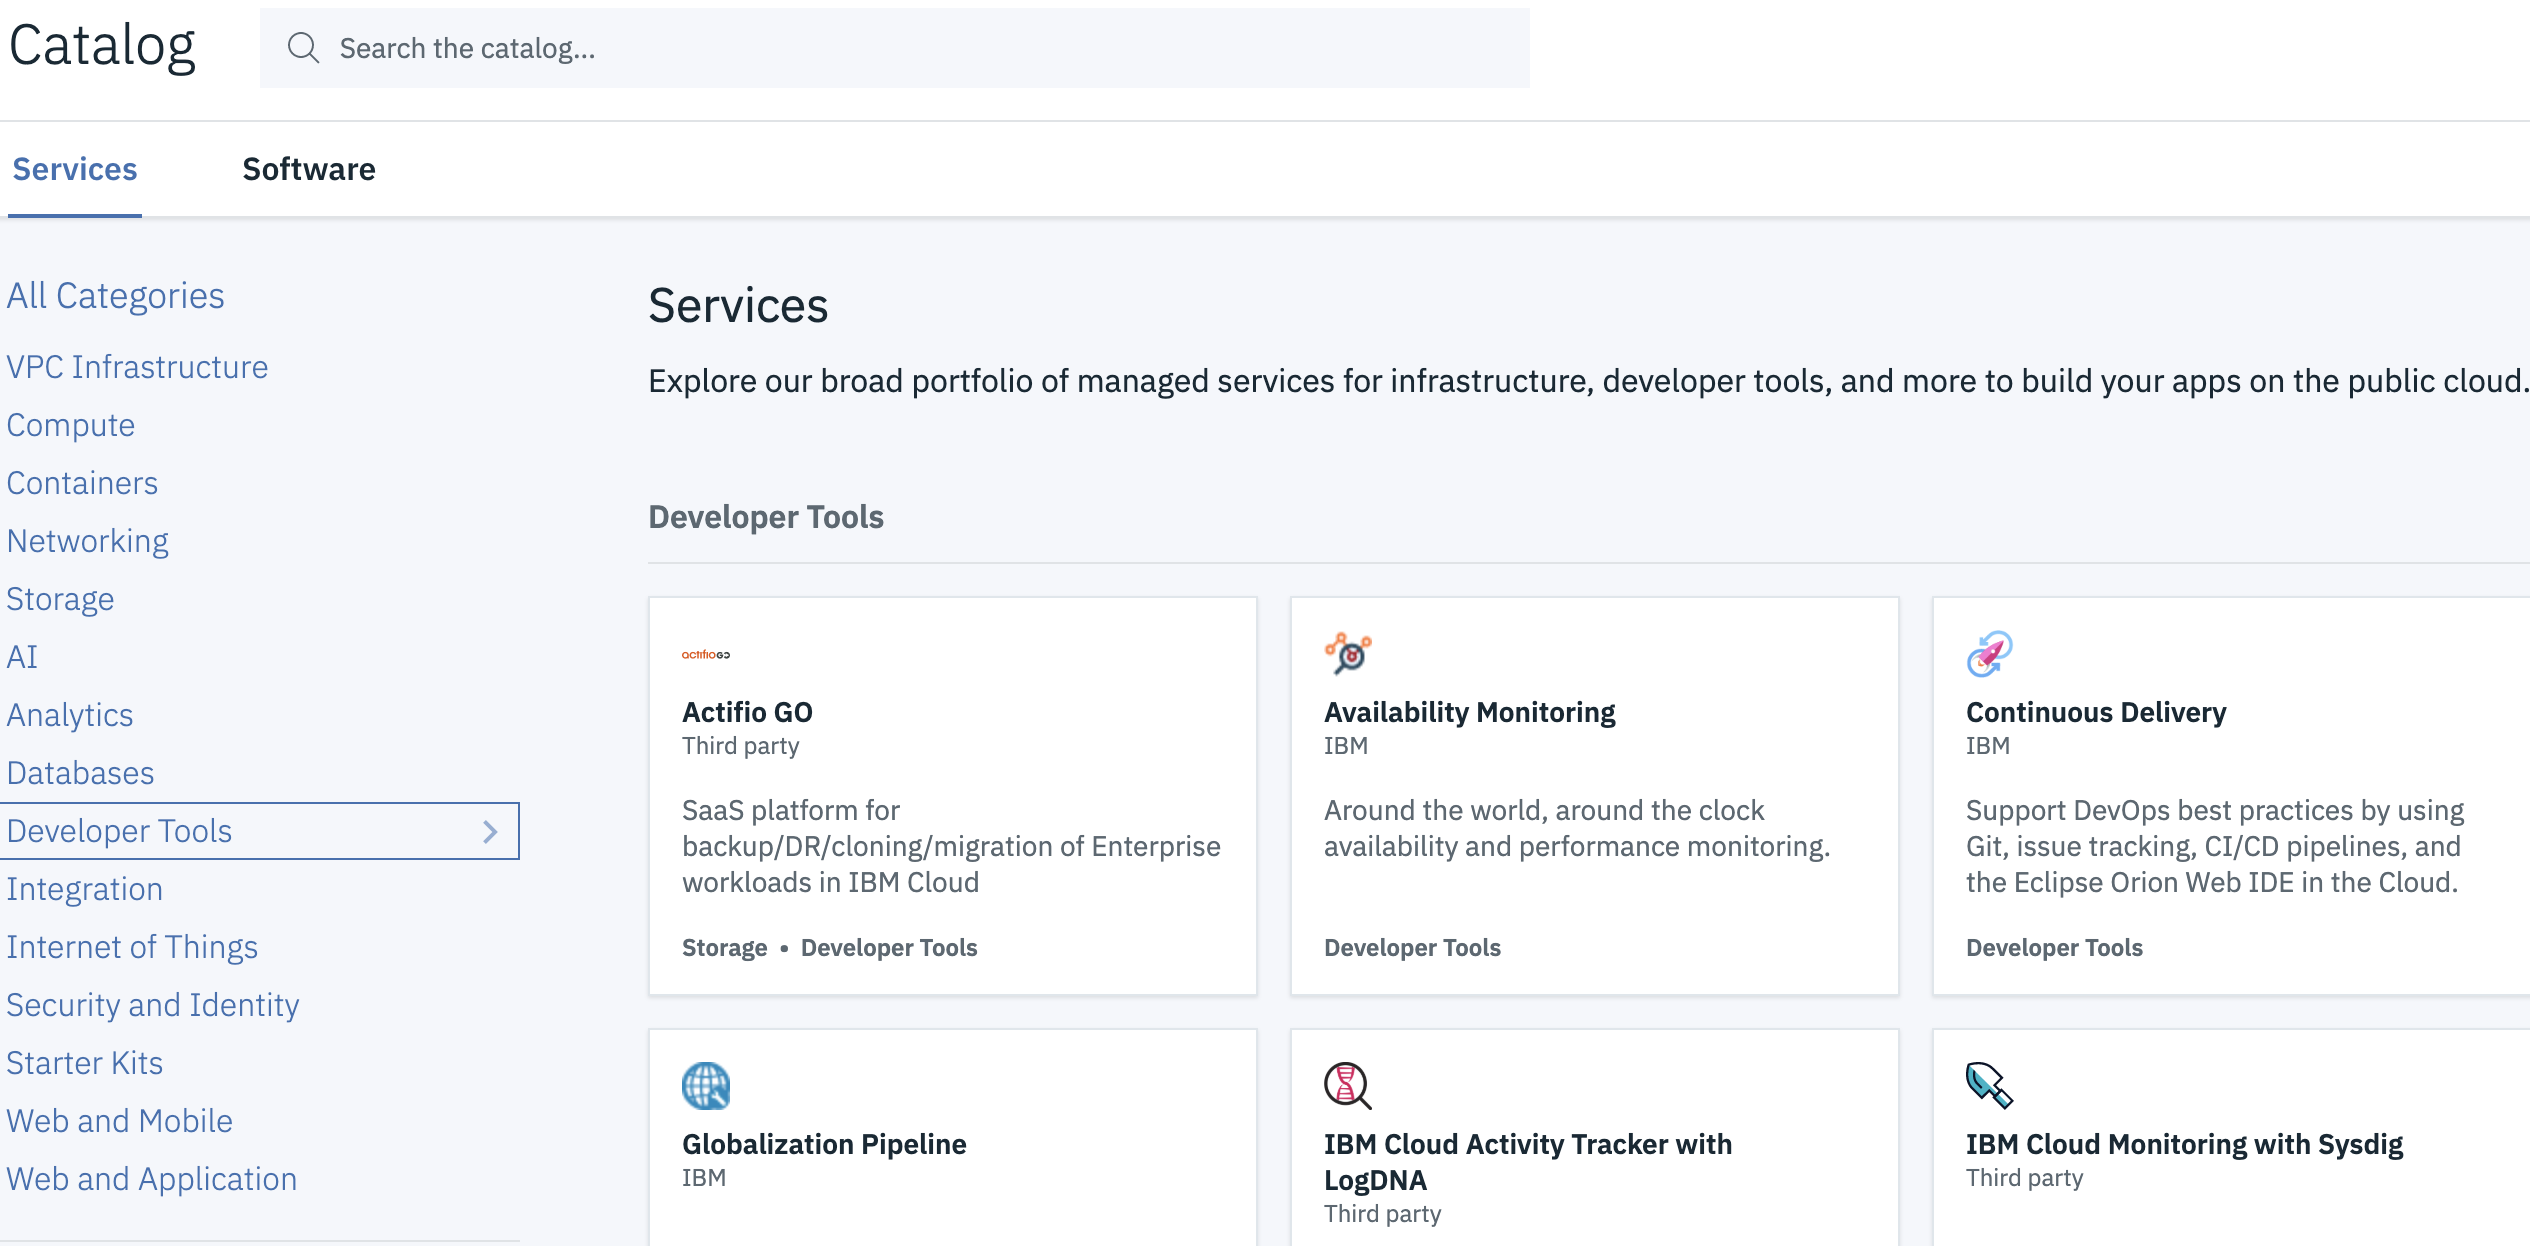 Catalog
Search the catalog...
Services
Software
All Categories
VPC Infrastructure
Compute
Containers
Networking
Storage
AI
Analytics
Databases
Developer Tools
Integration
Internet of Things
Security and Identity
Starter Kits
Web and Mobile
Web and Application
Services
Explore our broad portfolio of managed services for infrastructure, developer tools, and more to build your apps on the public cloud.
Developer Tools
actifioGO
Actifio GO
Third party
SaaS platform for
backup/DR/cloning/migration of Enterprise
workloads in IBM Cloud
Storage • Developer Tools
Availability Monitoring
IBM
Around the world, around the clock
availability and performance monitoring.
Developer Tools
Continuous Delivery
IBM
Support DevOps best practices by using
Git, issue tracking, CI/CD pipelines, and
the Eclipse Orion Web IDE in the Cloud.
Developer Tools
Globalization Pipeline
IBM
IBM Cloud Activity Tracker with
LogDNA
Third party
IBM Cloud Monitoring with Sysdig
Third party